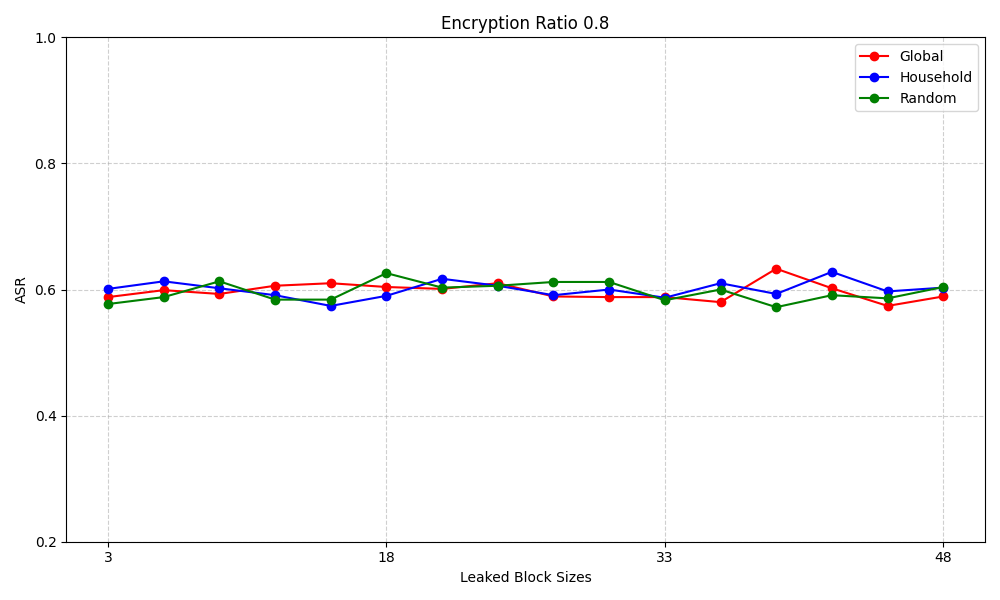 Encryption Ratio 0.8
1.0
0.8
0.6
0.4
0.2
ASR
Global
Household
Random
3 18 33 48
Leaked Block Sizes